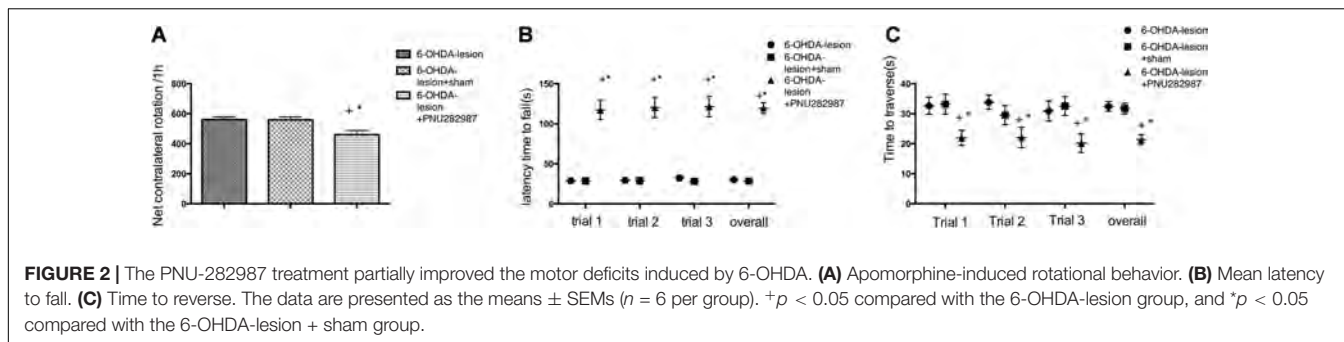 A
Net contralateral rotation /1h
800
600
400
200
0
6-OHDA-lesion
6-OHDA-
lesion+sham
6-OHDA-
lesion
+PNU282987
+ *
B
latency time to fall(s)
150
100
50
0
trial 1
trial 2
trial 3
overall
6-OHDA-lesion
6-OHDA-
lesion+sham
6-OHDA-
lesion
+PNU282987
+*
+*
+*
+*
C
Time to traverse(s)
40
30
20
10
0
Trial 1
Trial 2
Trial 3
overall
6-OHDA-lesion
6-OHDA-lesion
+sham
6-OHDA-lesion
+PNU282987
+ *
+ *
+ *
+ *
FIGURE 2 | The PNU-282987 treatment partially improved the motor deficits induced by 6-OHDA. (A) Apomorphine-induced rotational behavior. (B) Mean latency
to fall. (C) Time to reverse. The data are presented as the means ± SEMs (n = 6 per group). +p < 0.05 compared with the 6-OHDA-lesion group, and *p < 0.05
compared with the 6-OHDA-lesion + sham group.